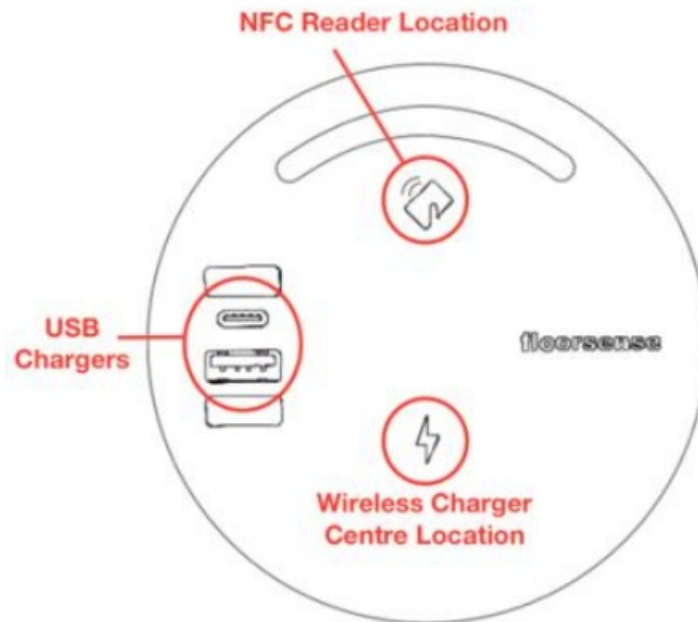 NFC Reader Location
USB
Chargers
floorsense
Wireless Charger
Centre Location